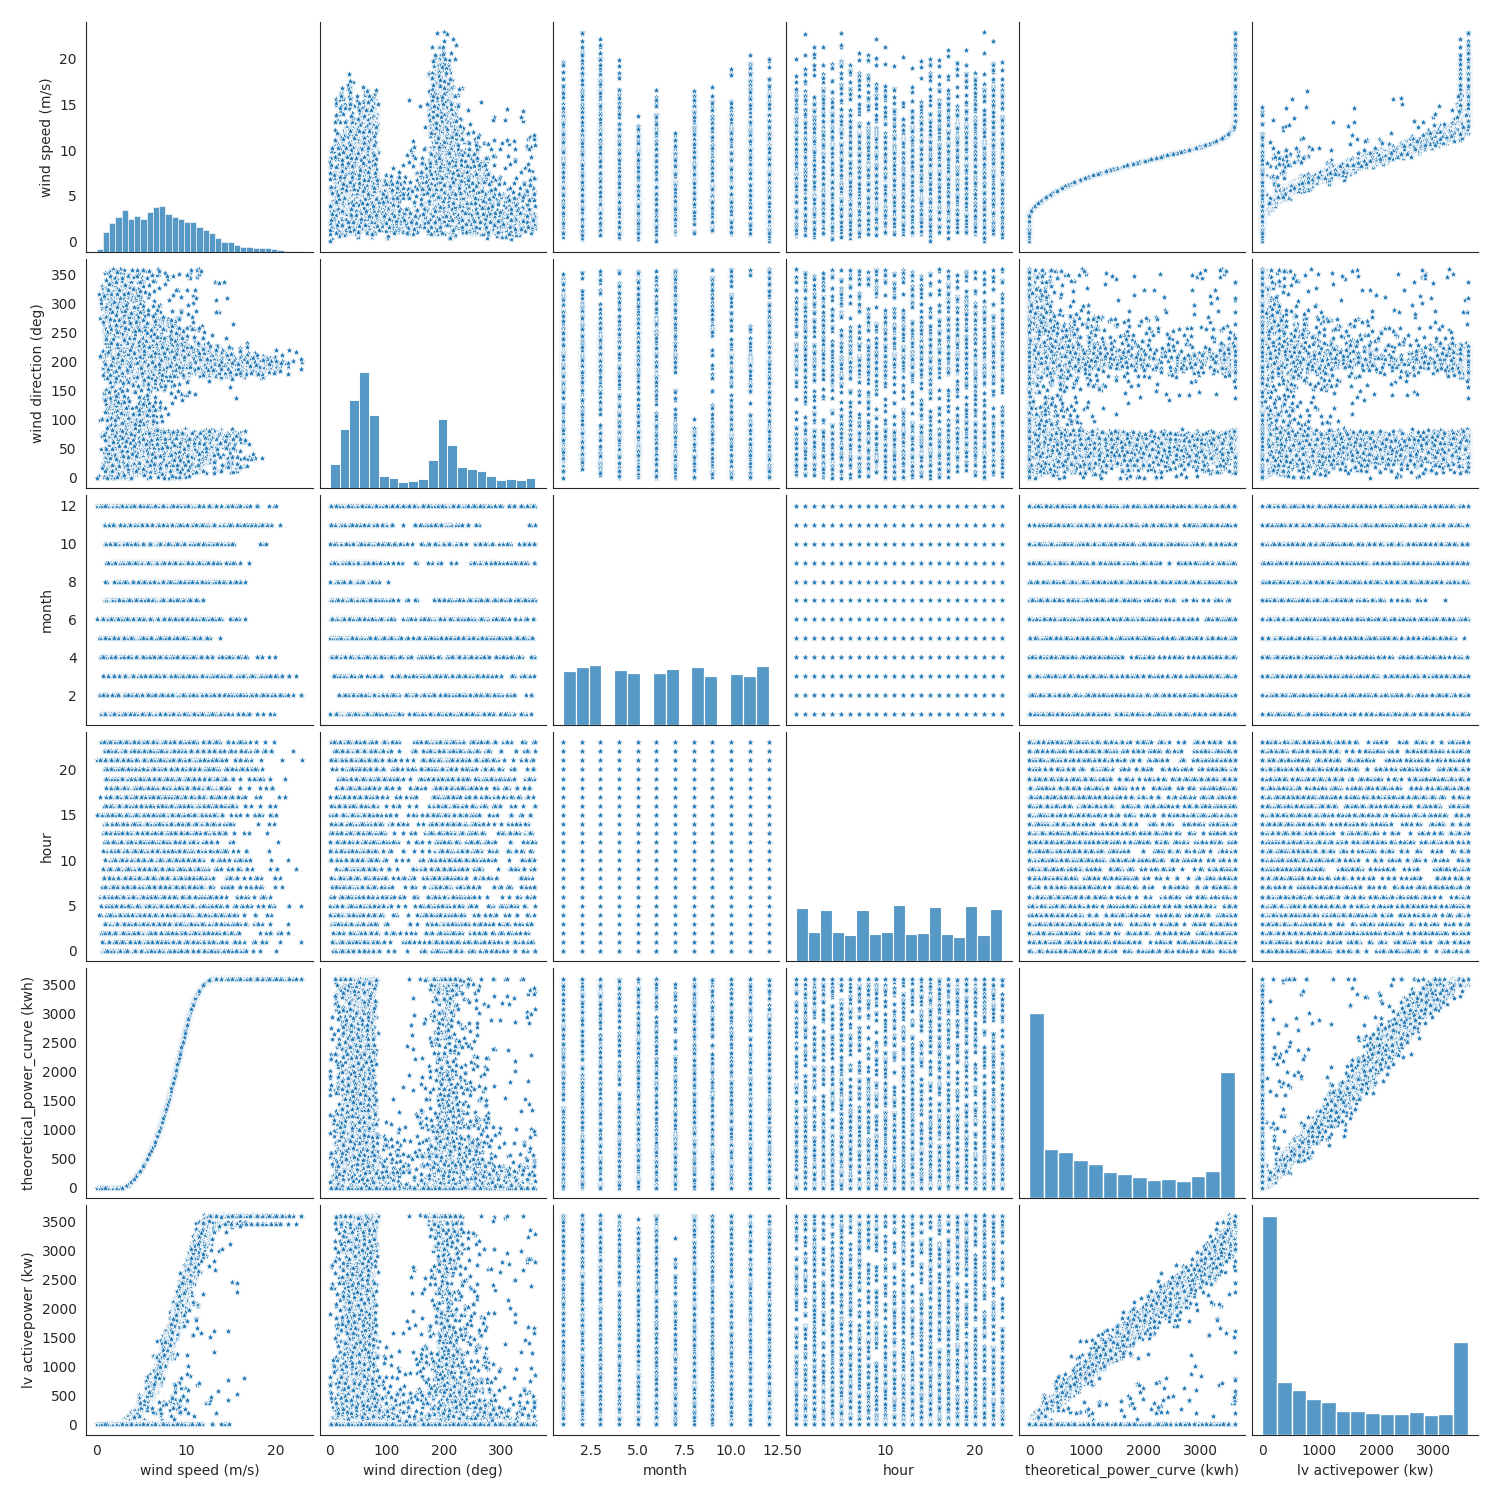 20
15
10
5
0
wind speed (m/s)
350
300
250
200
150
100
50
0
wind direction (deg)
12
10
8
6
4
2
month
20
15
10
5
0
hour
3500
3000
2500
2000
1500
1000
500
0
theoretical_power_curve (kwh)
3500
3000
2500
2000
1500
1000
500
0
lv activepower (kw)
0 10 20
wind speed (m/s)
0 100 200 300
wind direction (deg)
2.5 5.0 7.5 10.0 12.5
month
0 10 20
hour
0 1000 2000 3000
theoretical_power_curve (kwh)
0 1000 2000 3000
lv activepower (kw)